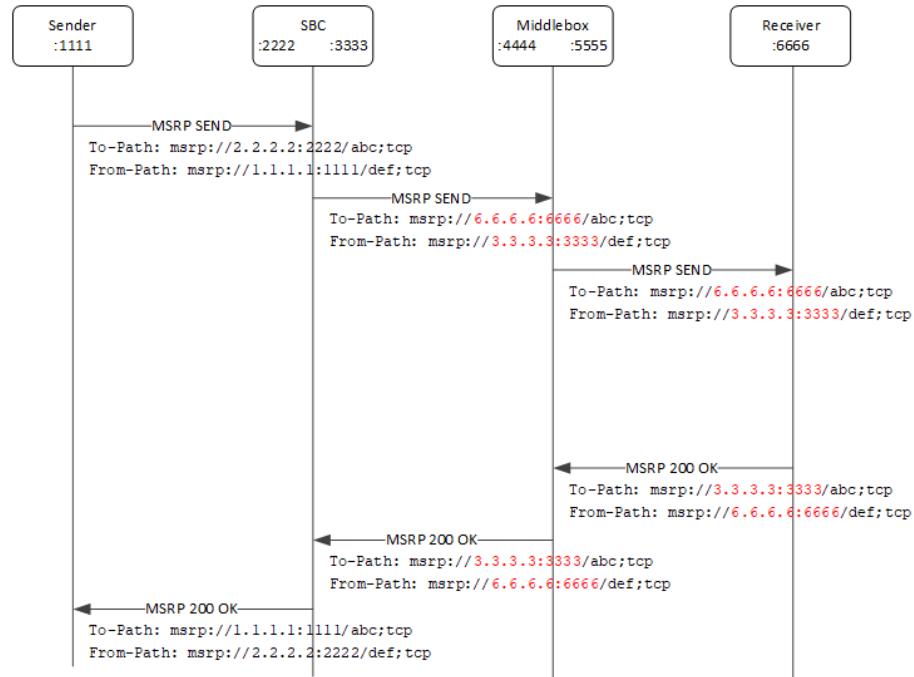 Sender
:1111
SBC
:2222 :3333
Middlebox
:4444 :5555
Receiver
:6666
MSRP SEND
To-Path: msrp://2.2.2.2:2222/abc;tcp
From-Path: msrp://1.1.1.1:1111/def;tcp
MSRP SEND
To-Path: msrp://6.6.6.6:6666/abc;tcp
From-Path: msrp://3.3.3.3:3333/def;tcp
MSRP SEND
To-Path: msrp://6.6.6.6:6666/abc;tcp
From-Path: msrp://3.3.3.3:3333/def;tcp
MSRP 200 OK
To-Path: msrp://3.3.3.3:3333/abc;tcp
From-Path: msrp://6.6.6.6:6666/def;tcp
MSRP 200 OK
To-Path: msrp://3.3.3.3:3333/abc;tcp
From-Path: msrp://6.6.6.6:6666/def;tcp
MSRP 200 OK
To-Path: msrp://1.1.1.1:1111/abc;tcp
From-Path: msrp://2.2.2.2:2222/def;tcp